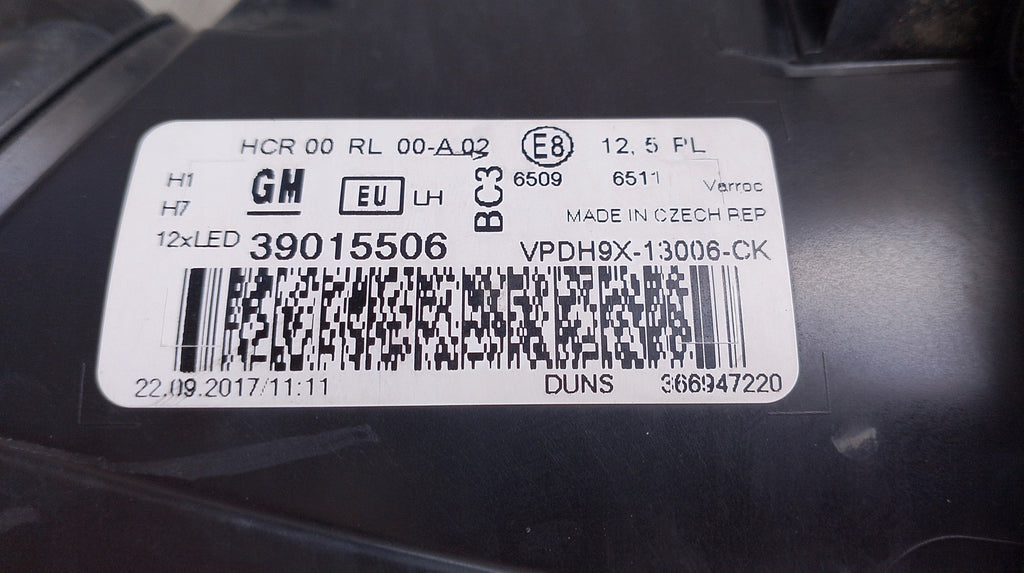 HCR 00 RL 00-A 02 E8 12, 5 PL
H1 GM EU LH BC3 6509 6511 Varroc
H7 MADE IN CZECH REP
12xLED 39015506 VPDH9X-13006-CK
22.09.2017/11:11 DUNS 366947220